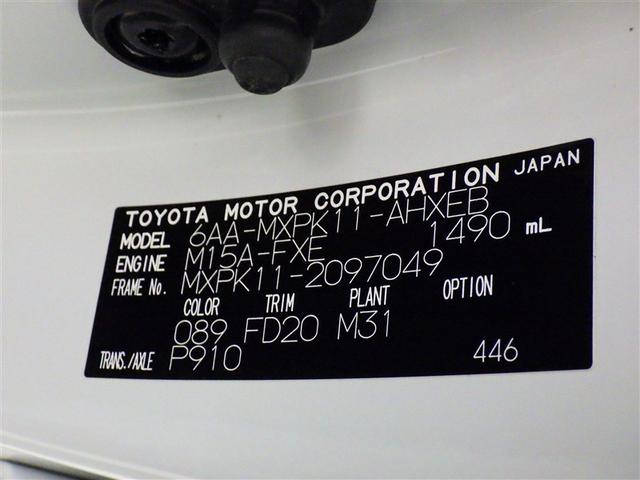 TOYOTA MOTOR CORPORATION JAPAN
MODEL 6AA-MXPK11-AHXEB
ENGINE M15A-FXE 1490 mL
FRAME No. MXPK11-2097049
COLOR TRIM PLANT OPTION
089 FD20 M31
TRANS./AXLE P910 446